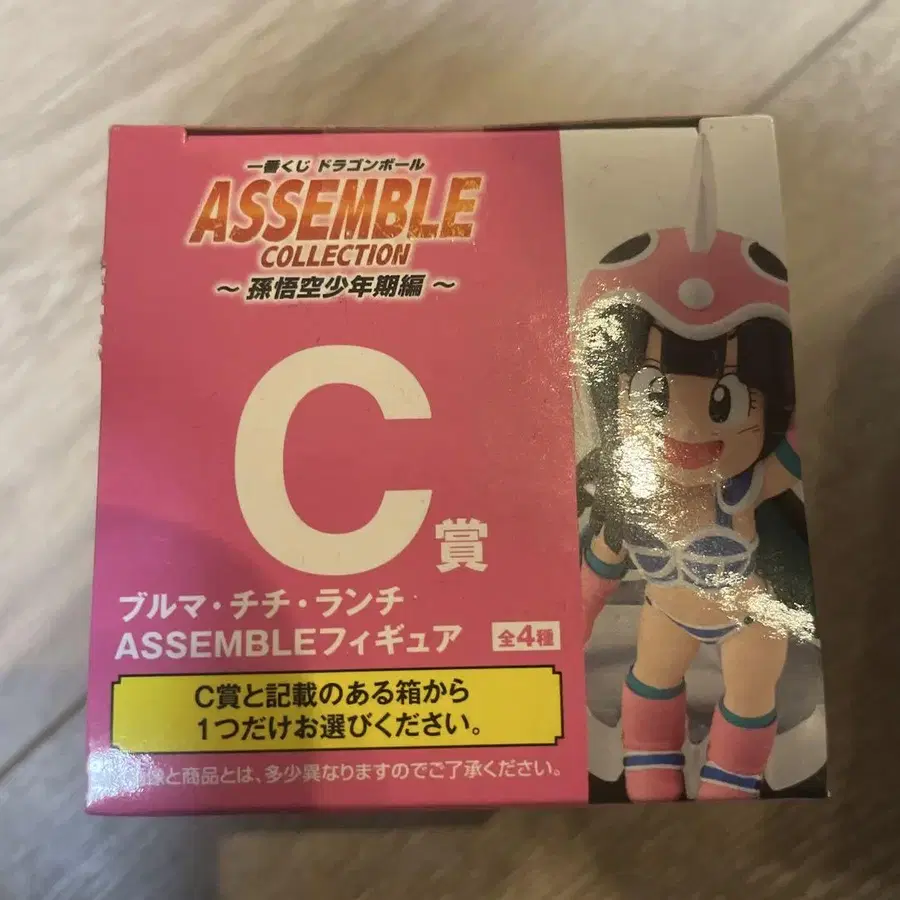 一番くじ ドラゴンボール
ASSEMBLE
COLLECTION
～ 孫悟空少年期編 ～
C賞
ブルマ・チチ・ランチ
ASSEMBLEフィギュア 全4種
C賞と記載のある箱から
1つだけお選びください。
像と商品とは、多少異なりますのでご了承ください。